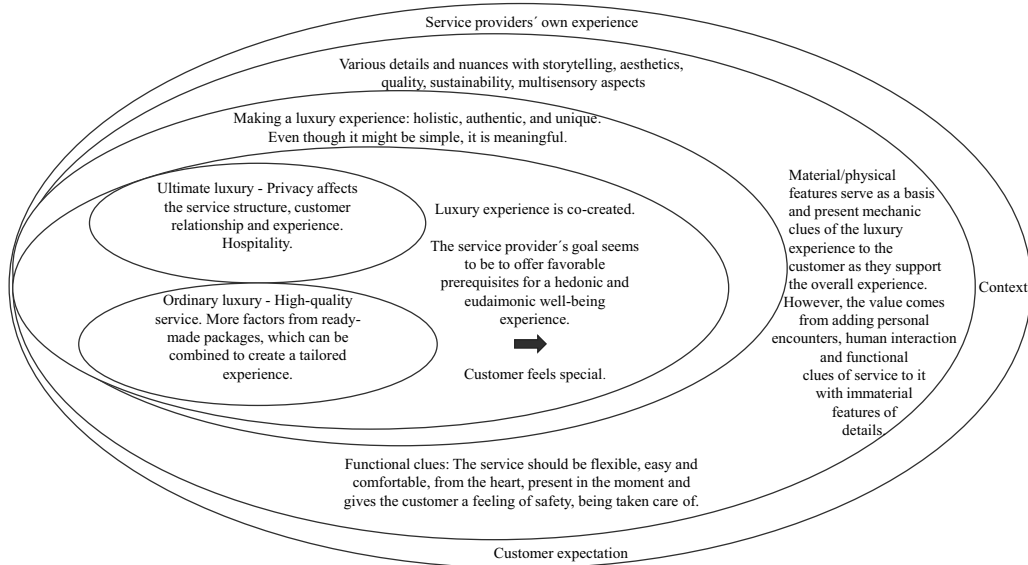 Service providers´ own experience
Various details and nuances with storytelling, aesthetics,
quality, sustainability, multisensory aspects
Making a luxury experience: holistic, authentic, and unique.
Even though it might be simple, it is meaningful.
Ultimate luxury - Privacy affects
the service structure, customer
relationship and experience.
Hospitality.
Ordinary luxury - High-quality
service. More factors from ready-
made packages, which can be
combined to create a tailored
experience.
Luxury experience is co-created.
The service provider´s goal seems
to be to offer favorable
prerequisites for a hedonic and
eudaimonic well-being
experience.
Customer feels special.
Material/physical
features serve as a basis
and present mechanic
clues of the luxury
experience to the
customer as they support
the overall experience.
However, the value comes
from adding personal
encounters, human interaction
and functional
clues of service to it
with immaterial
features of
details.
Context
Functional clues: The service should be flexible, easy and
comfortable, from the heart, present in the moment and
gives the customer a feeling of safety, being taken care of.
Customer expectation